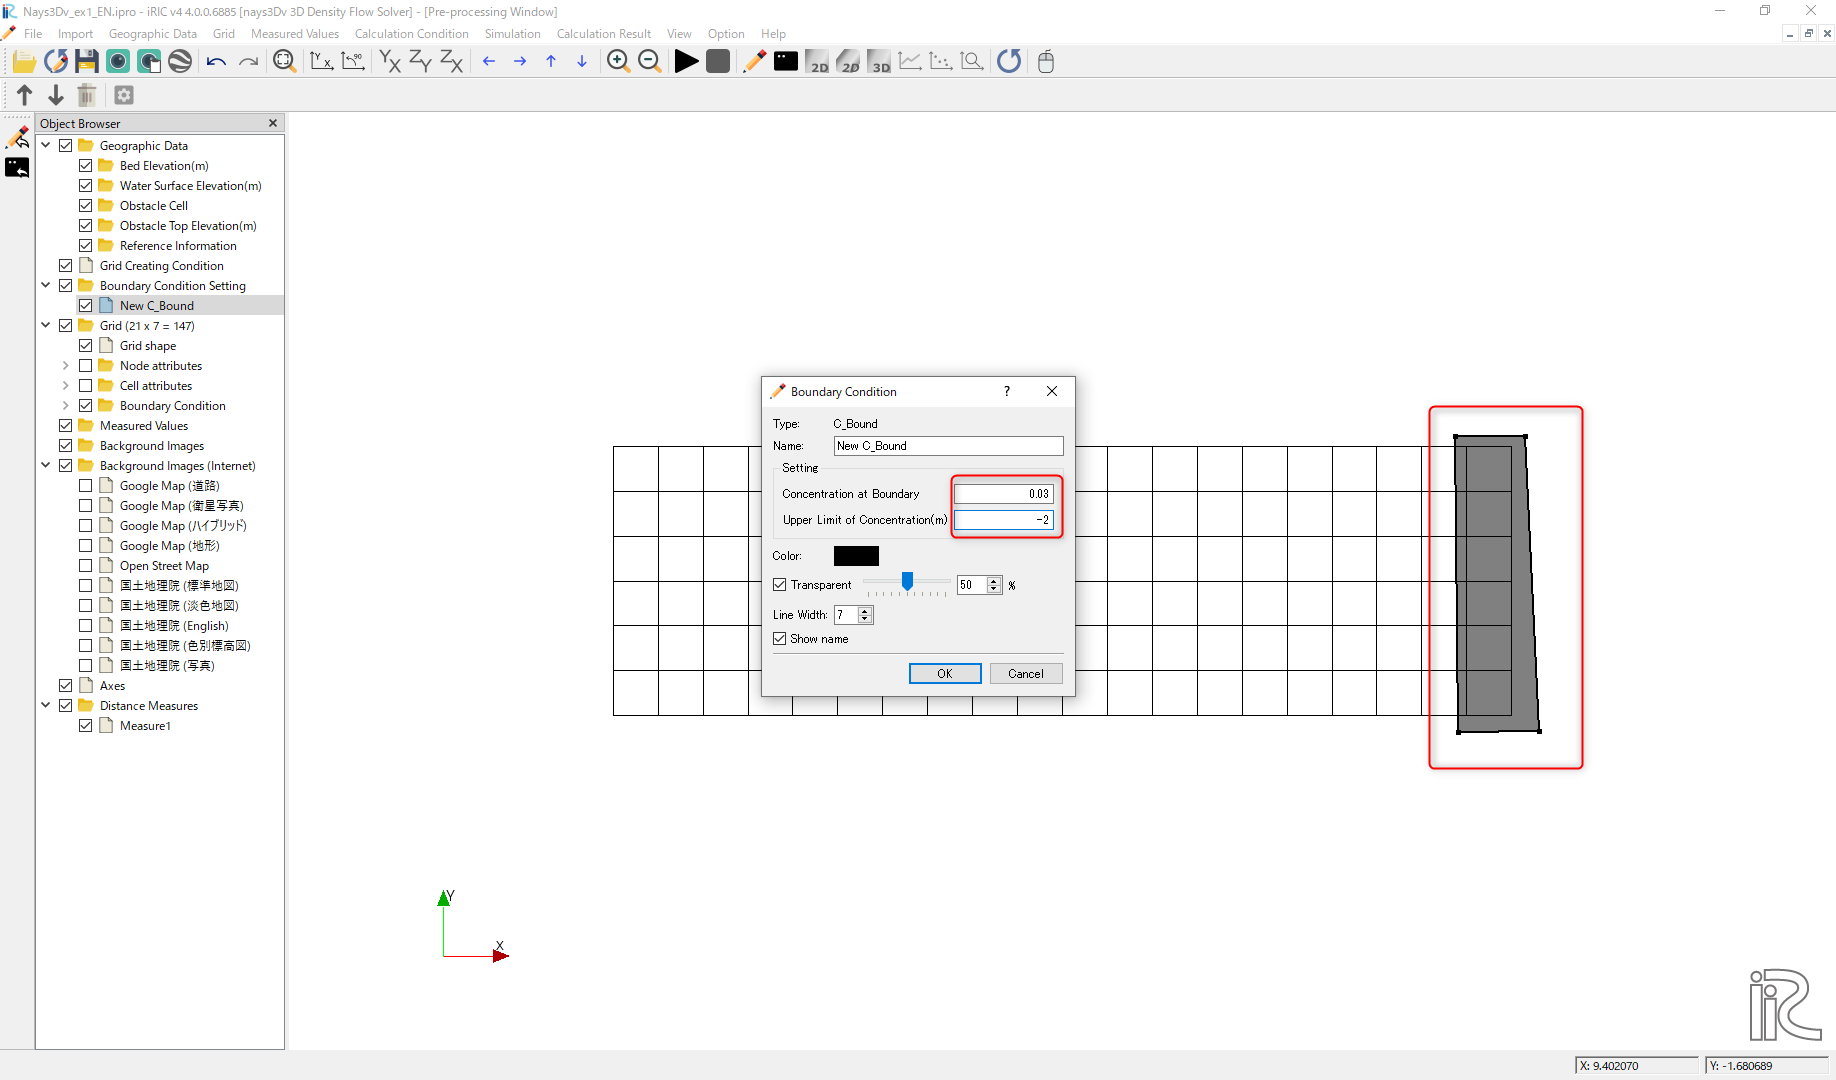 Nays3Dv_ex1_EN.ipro - iRIC v4 4.0.0.6885 [nays3Dv 3D Density Flow Solver] - [Pre-processing Window]
File Import Geographic Data Grid Measured Values Calculation Condition Simulation Calculation Result View Option Help
Y X -90 YX ZY ZX 2D 2D 3D
Object Browser
Geographic Data
Bed Elevation(m)
Water Surface Elevation(m)
Obstacle Cell
Obstacle Top Elevation(m)
Reference Information
Grid Creating Condition
Boundary Condition Setting
New C_Bound
Grid (21 x 7 = 147)
Grid shape
Node attributes
Cell attributes
Boundary Condition
Measured Values
Background Images
Background Images (Internet)
Google Map (道路)
Google Map (衛星写真)
Google Map (ハイブリッド)
Google Map (地形)
Open Street Map
国土地理院 (標準地図)
国土地理院 (淡色地図)
国土地理院 (English)
国土地理院 (色別標高図)
国土地理院 (写真)
Axes
Distance Measures
Measure1
Boundary Condition ?
Type: C_Bound
Name: New C_Bound
Setting
Concentration at Boundary 0.03
Upper Limit of Concentration(m) -2
Color:
Transparent 50 %
Line Width: 7
Show name
OK Cancel
Y
X
iRIC
X: 9.402070 Y: -1.680689